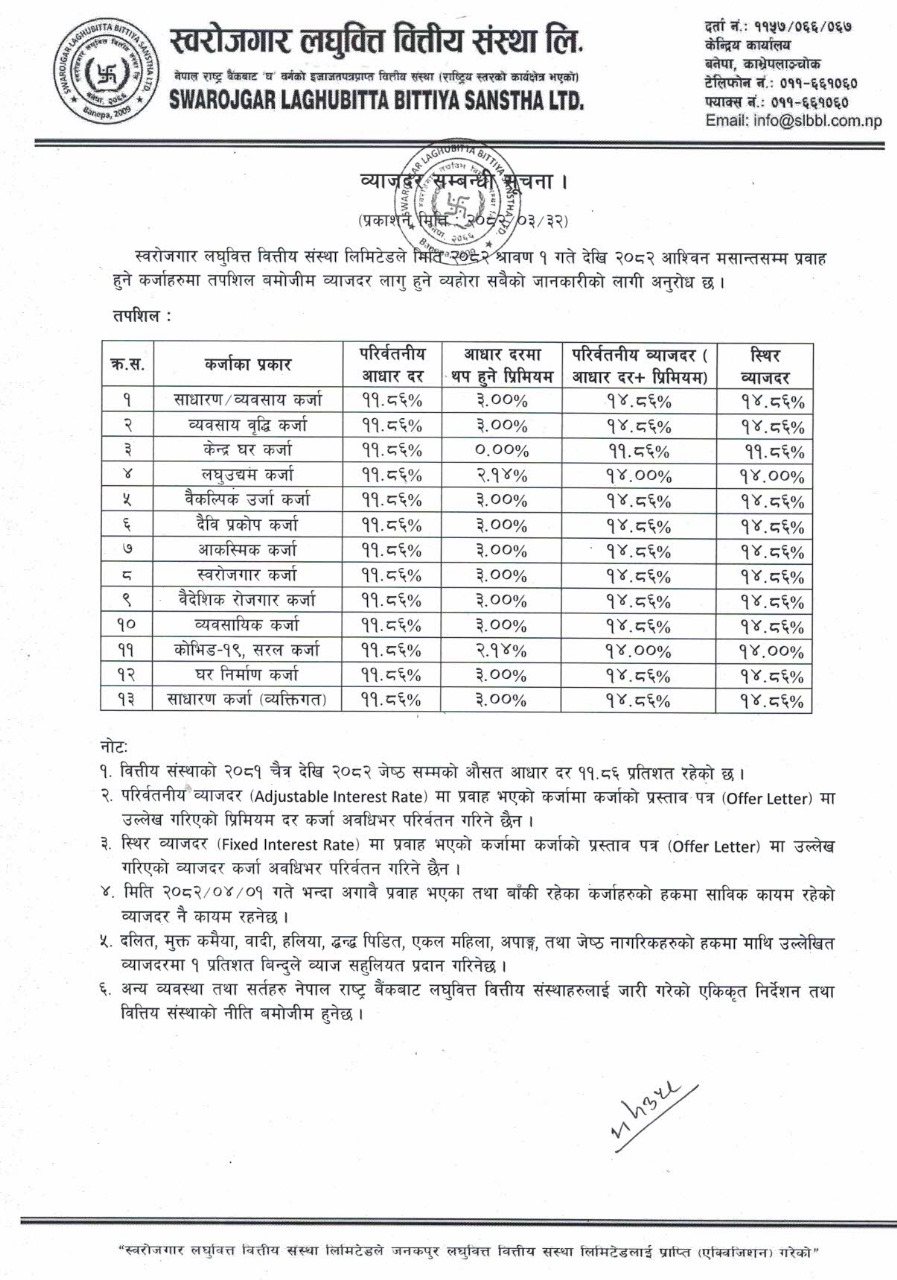 स्वरोजगार लघुवित्त वित्तीय संस्था लि.
नेपाल राष्ट्र बैंकबाट 'घ' वर्गको इजाजतपत्रप्राप्त वित्तीय संस्था (राष्ट्रिय स्तरको कार्यक्षेत्र भएको)
SWAROJGAR LAGHUBITTA BITTIYA SANSTHA LTD.
दर्ता नं.: ११५७/०६६/०६७
केन्द्रिय कार्यालय
बनेपा, काभ्रेपलाञ्चोक
टेलिफोन नं.: ०११-६६१०६०
फ्याक्स नं.: ०११-६६१०६०
Email: info@slbbl.com.np
SWAROJGAR LAGHUBITTA BITTIYA SANSTHA LTD.
बनेपा, २०६६
Banepa, 2009
व्याजदर सम्बन्धी सूचना ।
(प्रकाशन मिति : २०८२/०३/३२)
स्वरोजगार लघुवित्त वित्तीय संस्था लिमिटेडले मिति २०८२ श्रावण १ गते देखि २०८२ आश्विन मसान्तसम्म प्रवाह
हुने कर्जाहरुमा तपशिल बमोजीम व्याजदर लागु हुने व्यहोरा सबैको जानकारीको लागी अनुरोध छ ।
तपशिल :
क्र.स. कर्जाका प्रकार परिर्वतनीय आधार दर आधार दरमा थप हुने प्रिमियम परिर्वतनीय व्याजदर ( आधार दर+ प्रिमियम) स्थिर व्याजदर
१ साधारण/व्यवसाय कर्जा ११.८६% ३.००% १४.८६% १४.८६%
२ व्यवसाय वृद्धि कर्जा ११.८६% ३.००% १४.८६% १४.८६%
३ केन्द्र घर कर्जा ११.८६% ०.००% ११.८६% ११.८६%
४ लघुउद्यम कर्जा ११.८६% २.१४% १४.००% १४.००%
५ वैकल्पिक उर्जा कर्जा ११.८६% ३.००% १४.८६% १४.८६%
६ दैवि प्रकोप कर्जा ११.८६% ३.००% १४.८६% १४.८६%
७ आकस्मिक कर्जा ११.८६% ३.००% १४.८६% १४.८६%
८ स्वरोजगार कर्जा ११.८६% ३.००% १४.८६% १४.८६%
९ वैदेशिक रोजगार कर्जा ११.८६% ३.००% १४.८६% १४.८६%
१० व्यवसायिक कर्जा ११.८६% ३.००% १४.८६% १४.८६%
११ कोभिड-१९, सरल कर्जा ११.८६% २.१४% १४.००% १४.००%
१२ घर निर्माण कर्जा ११.८६% ३.००% १४.८६% १४.८६%
१३ साधारण कर्जा (व्यक्तिगत) ११.८६% ३.००% १४.८६% १४.८६%
नोटः
१. वित्तीय संस्थाको २०८१ चैत्र देखि २०८२ जेष्ठ सम्मको औसत आधार दर ११.८६ प्रतिशत रहेको छ ।
२. परिर्वतनीय व्याजदर (Adjustable Interest Rate) मा प्रवाह भएको कर्जामा कर्जाको प्रस्ताव पत्र (Offer Letter) मा
उल्लेख गरिएको प्रिमियम दर कर्जा अवधिभर परिर्वतन गरिने छैन ।
३. स्थिर व्याजदर (Fixed Interest Rate) मा प्रवाह भएको कर्जामा कर्जाको प्रस्ताव पत्र (Offer Letter) मा उल्लेख
गरिएको व्याजदर कर्जा अवधिभर परिर्वतन गरिने छैन ।
४. मिति २०८२/०४/०१ गते भन्दा अगावै प्रवाह भएका तथा बाँकी रहेका कर्जाहरुको हकमा साविक कायम रहेको
व्याजदर नै कायम रहनेछ ।
५. दलित, मुक्त कमैया, वादी, हलिया, द्वन्द्व पिडित, एकल महिला, अपाङ्ग, तथा जेष्ठ नागरिकहरुको हकमा माथि उल्लेखित
व्याजदरमा १ प्रतिशत बिन्दुले व्याज सहुलियत प्रदान गरिनेछ ।
६. अन्य व्यवस्था तथा सर्तहरु नेपाल राष्ट्र बैंकबाट लघुवित्त वित्तीय संस्थाहरुलाई जारी गरेको एकिकृत निर्देशन तथा
वित्तिय संस्थाको नीति बमोजीम हुनेछ ।
"स्वरोजगार लघुवित्त वित्तीय संस्था लिमिटेडले जनकपुर लघुवित्त वित्तीय संस्था लिमिटेडलाई प्राप्ति (एक्विजिशन) गरेको"